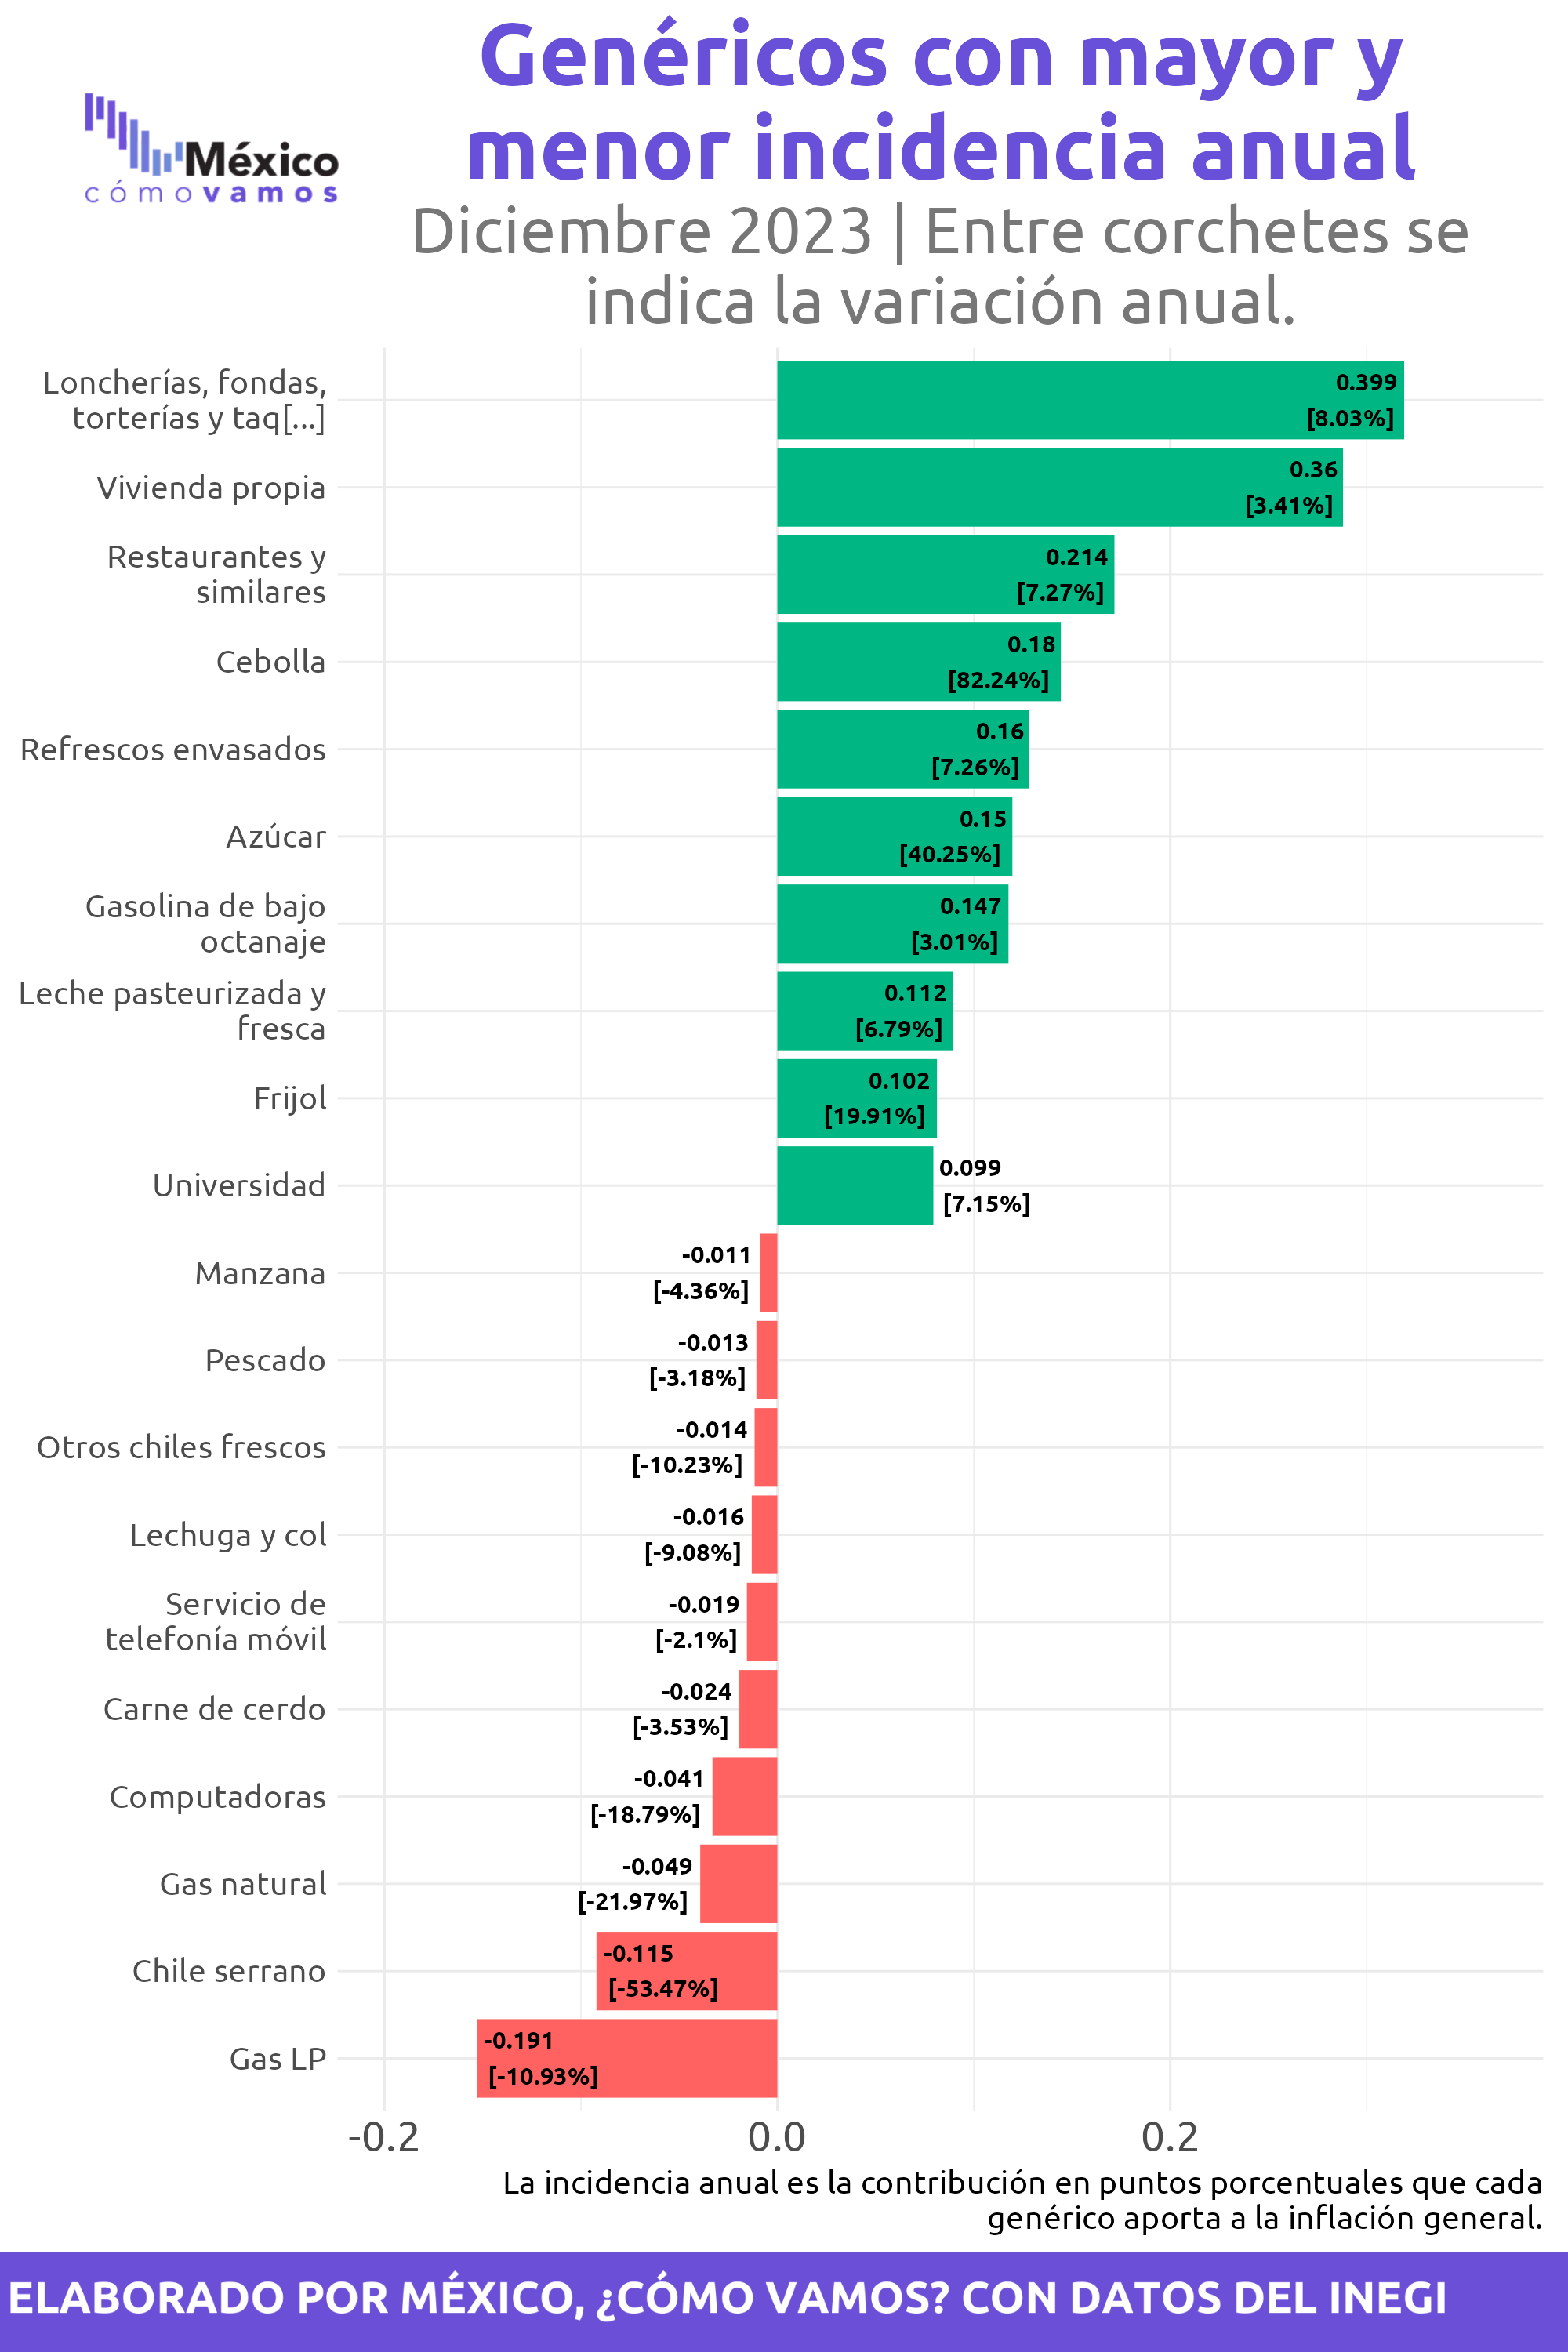 México
cómovamos
Genéricos con mayor y
menor incidencia anual
Diciembre 2023 | Entre corchetes se
indica la variación anual.
Loncherías, fondas,
torterías y taq[...]
0.399
[8.03%]
Vivienda propia
0.36
[3.41%]
Restaurantes y
similares
0.214
[7.27%]
Cebolla
0.18
[82.24%]
Refrescos envasados
0.16
[7.26%]
Azúcar
0.15
[40.25%]
Gasolina de bajo
octanaje
0.147
[3.01%]
Leche pasteurizada y
fresca
0.112
[6.79%]
Frijol
0.102
[19.91%]
Universidad
0.099
[7.15%]
Manzana
-0.011
[-4.36%]
Pescado
-0.013
[-3.18%]
Otros chiles frescos
-0.014
[-10.23%]
Lechuga y col
-0.016
[-9.08%]
Servicio de
telefonía móvil
-0.019
[-2.1%]
Carne de cerdo
-0.024
[-3.53%]
Computadoras
-0.041
[-18.79%]
Gas natural
-0.049
[-21.97%]
Chile serrano
-0.115
[-53.47%]
Gas LP
-0.191
[-10.93%]
-0.2 0.0 0.2
La incidencia anual es la contribución en puntos porcentuales que cada
genérico aporta a la inflación general.
ELABORADO POR MÉXICO, ¿CÓMO VAMOS? CON DATOS DEL INEGI